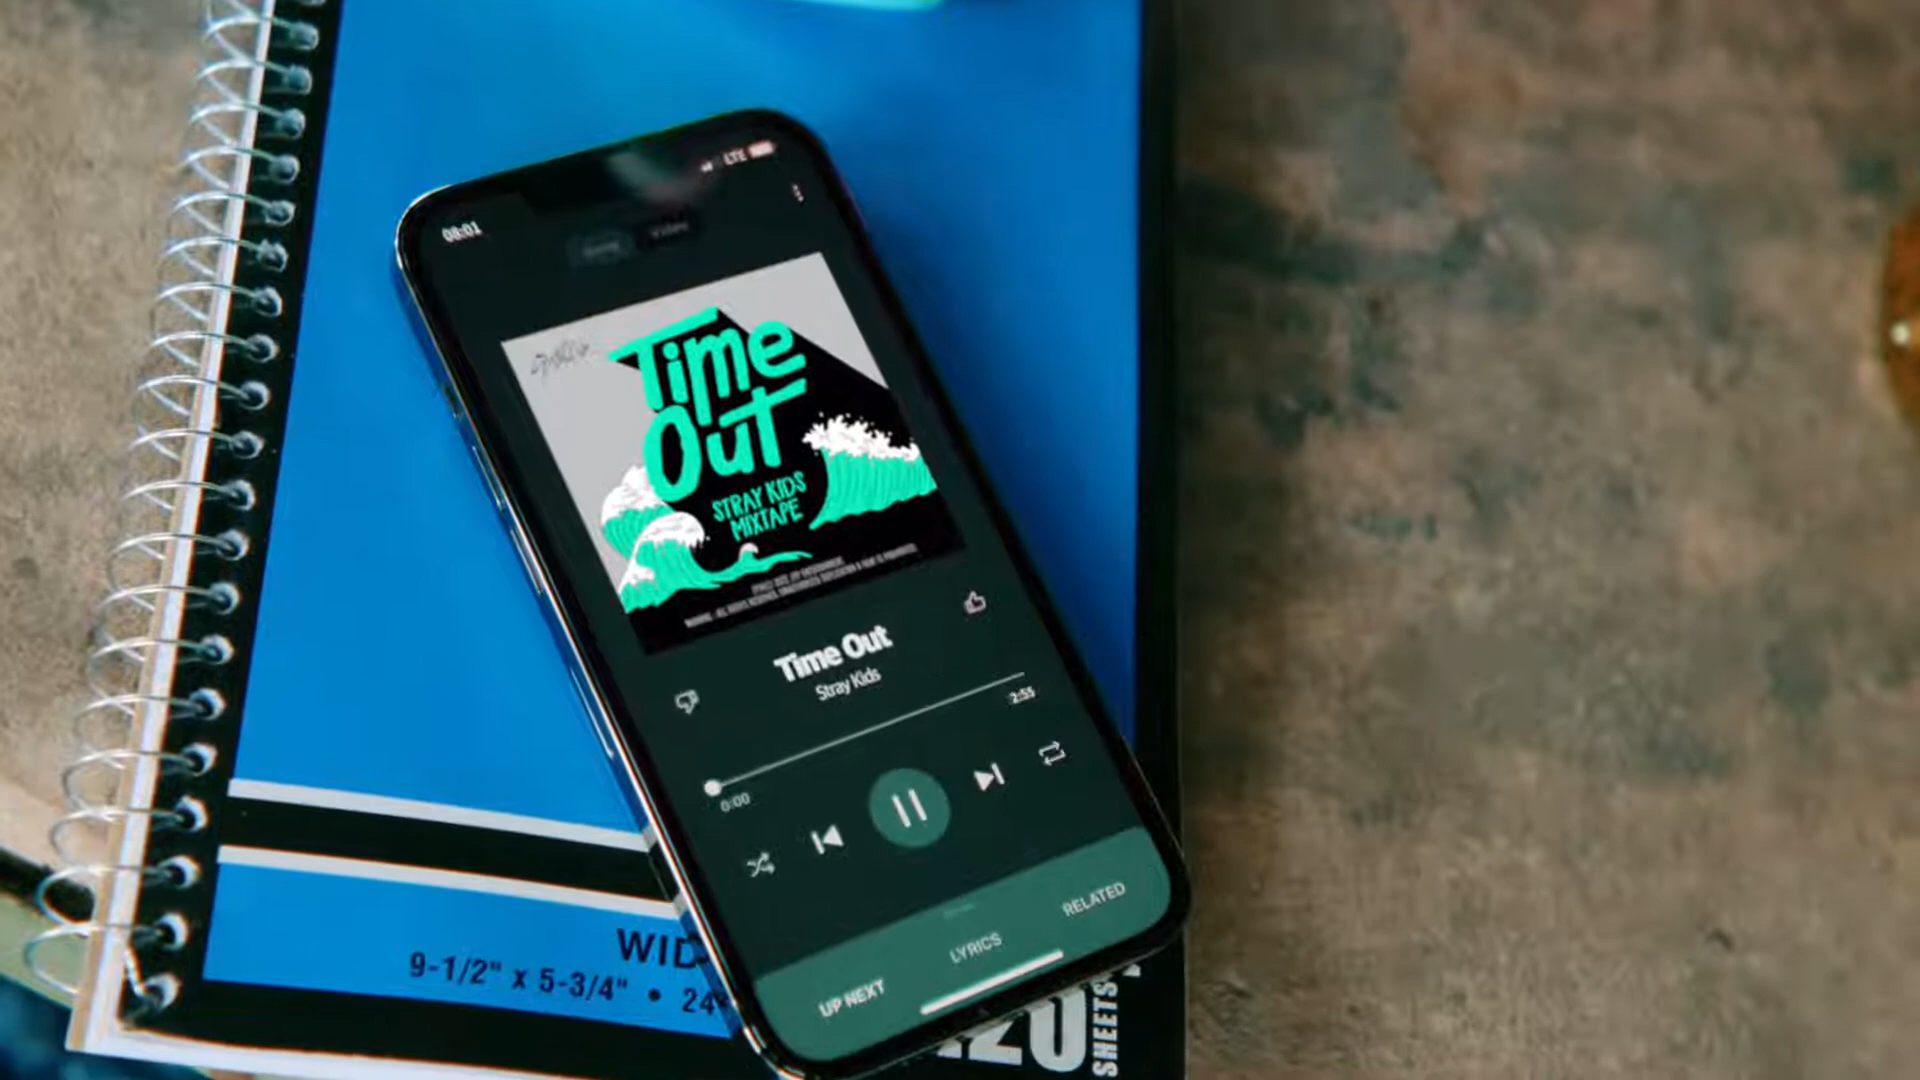 LTE
08:01
Video
Time
Out
STRAY KIDS
MIXTAPE
Time Out
Stray Kids
0:00
2:55
UP NEXT
LYRICS
RELATED
9-1/2" x 5-3/4" • 24
SHEETS